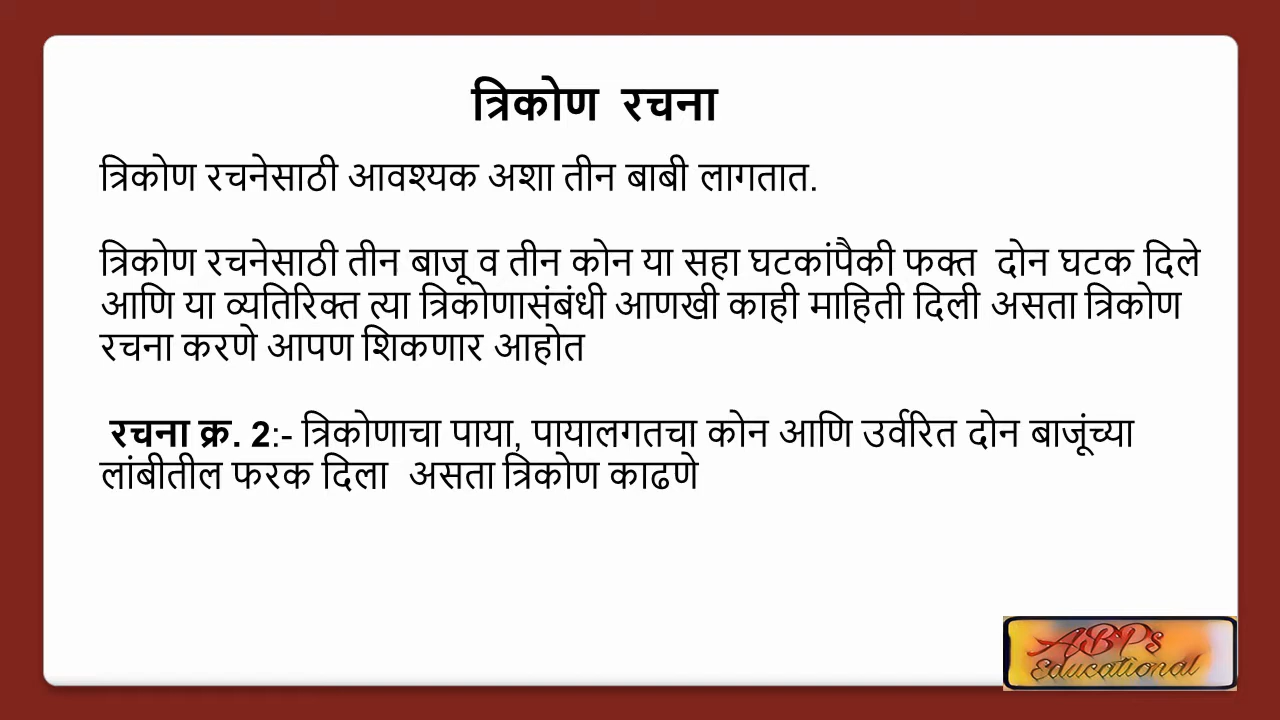 त्रिकोण रचना
त्रिकोण रचनेसाठी आवश्यक अशा तीन बाबी लागतात.
त्रिकोण रचनेसाठी तीन बाजू व तीन कोन या सहा घटकांपैकी फक्त दोन घटक दिले
आणि या व्यतिरिक्त त्या त्रिकोणासंबंधी आणखी काही माहिती दिली असता त्रिकोण
रचना करणे आपण शिकणार आहोत
रचना क्र. 2:- त्रिकोणाचा पाया, पायालगतचा कोन आणि उर्वरित दोन बाजूंच्या
लांबीतील फरक दिला असता त्रिकोण काढणे
ABPs
Educational